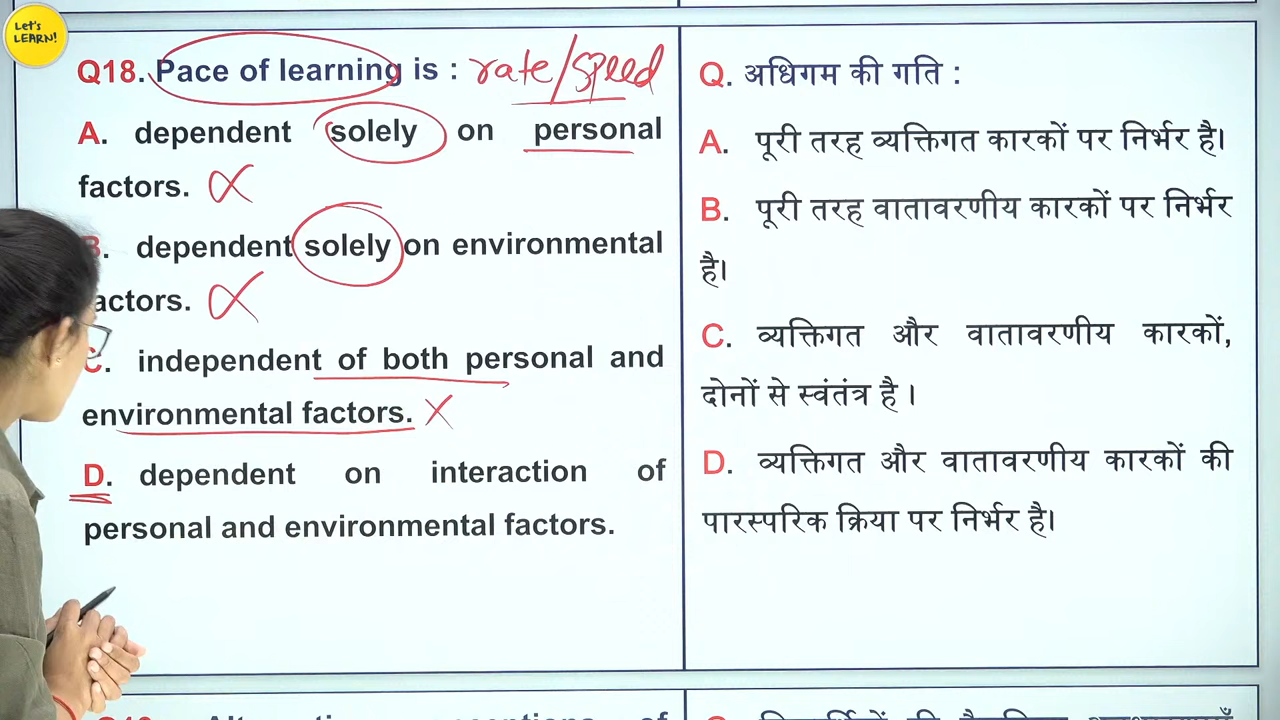 Let's
LEARN!
Q18. Pace of learning is : rate/speed
A. dependent solely on personal
factors.
B. dependent solely on environmental
actors.
C. independent of both personal and
environmental factors.
D. dependent on interaction of
personal and environmental factors.
Q. अधिगम की गति :
A. पूरी तरह व्यक्तिगत कारकों पर निर्भर है।
B. पूरी तरह वातावरणीय कारकों पर निर्भर
है।
C. व्यक्तिगत और वातावरणीय कारकों,
दोनों से स्वंतंत्र है ।
D. व्यक्तिगत और वातावरणीय कारकों की
पारस्परिक क्रिया पर निर्भर है।